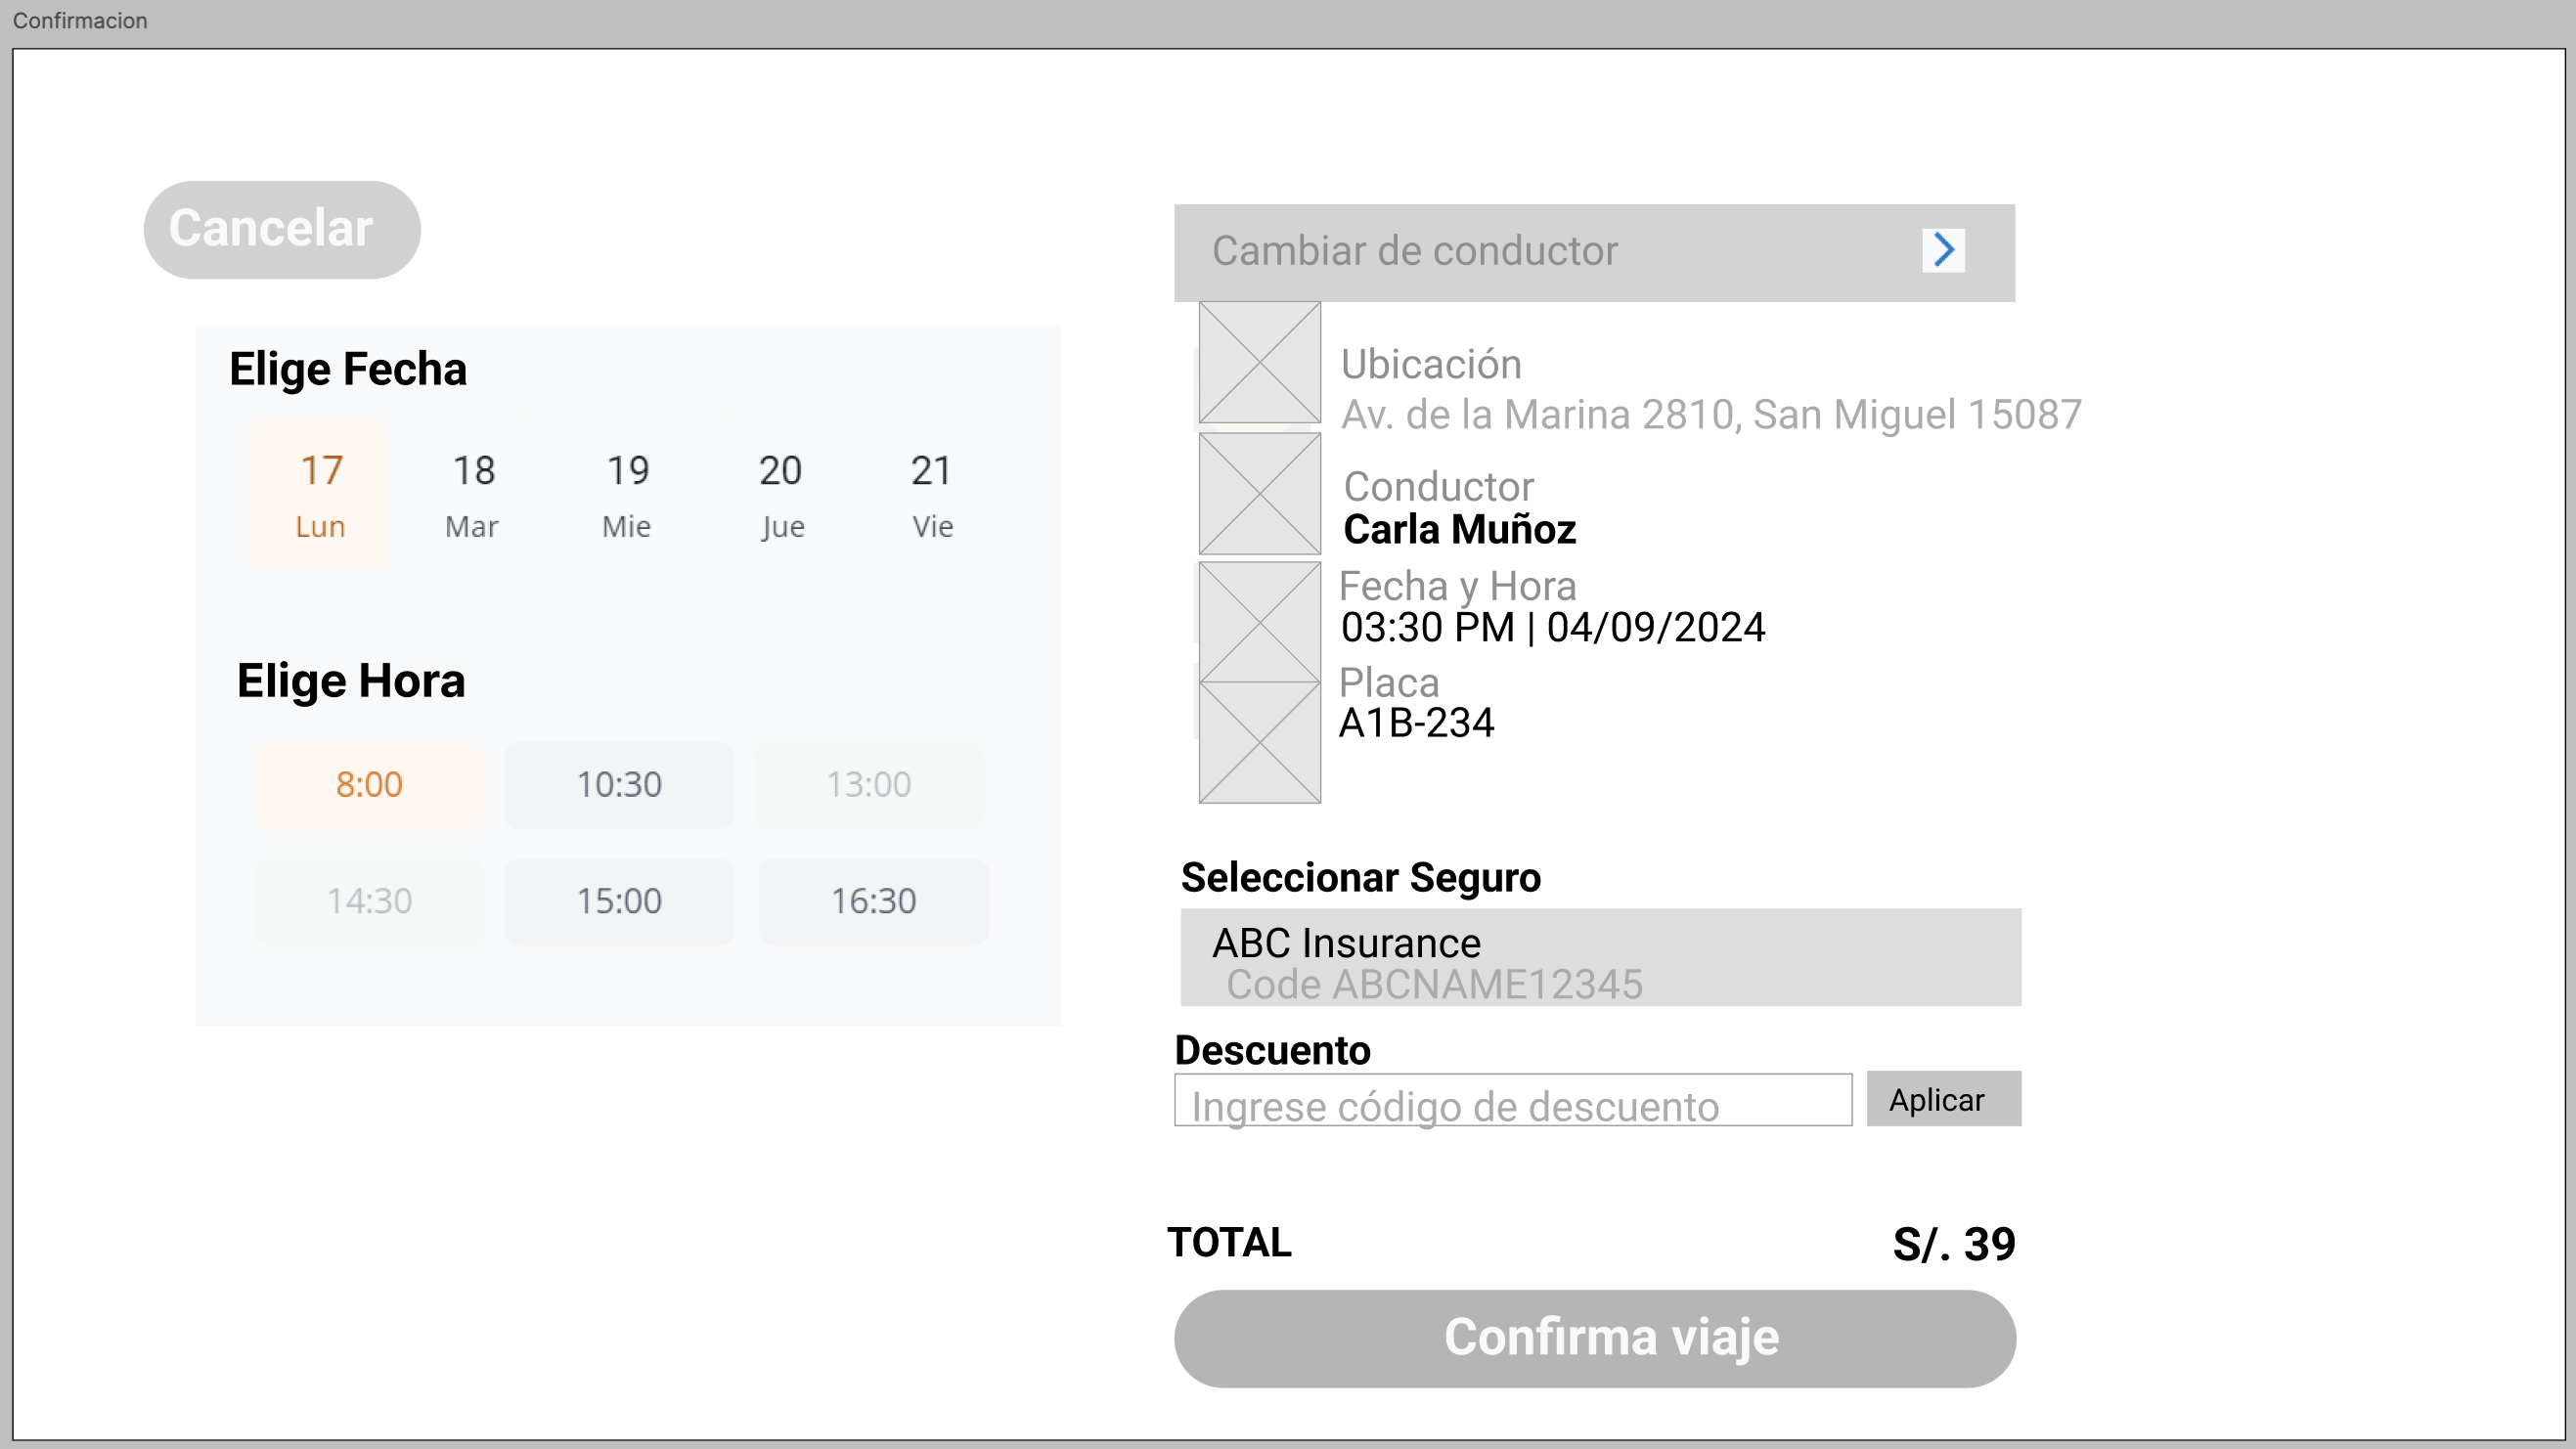 Confirmacion
Cancelar
Elige Fecha
17 18 19 20 21
Lun Mar Mie Jue Vie
Elige Hora
8:00 10:30 13:00
14:30 15:00 16:30
Cambiar de conductor
Ubicación
Av. de la Marina 2810, San Miguel 15087
Conductor
Carla Muñoz
Fecha y Hora
03:30 PM | 04/09/2024
Placa
A1B-234
Seleccionar Seguro
ABC Insurance
Code ABCNAME12345
Descuento
Ingrese código de descuento Aplicar
TOTAL S/. 39
Confirma viaje